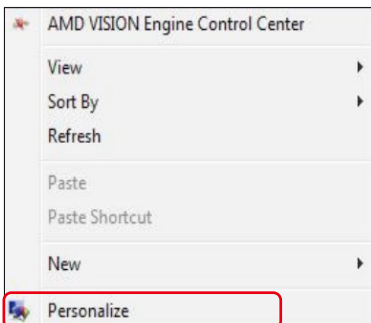 AMD VISION Engine Control Center
View
Sort By
Refresh
Paste
Paste Shortcut
New
Personalize